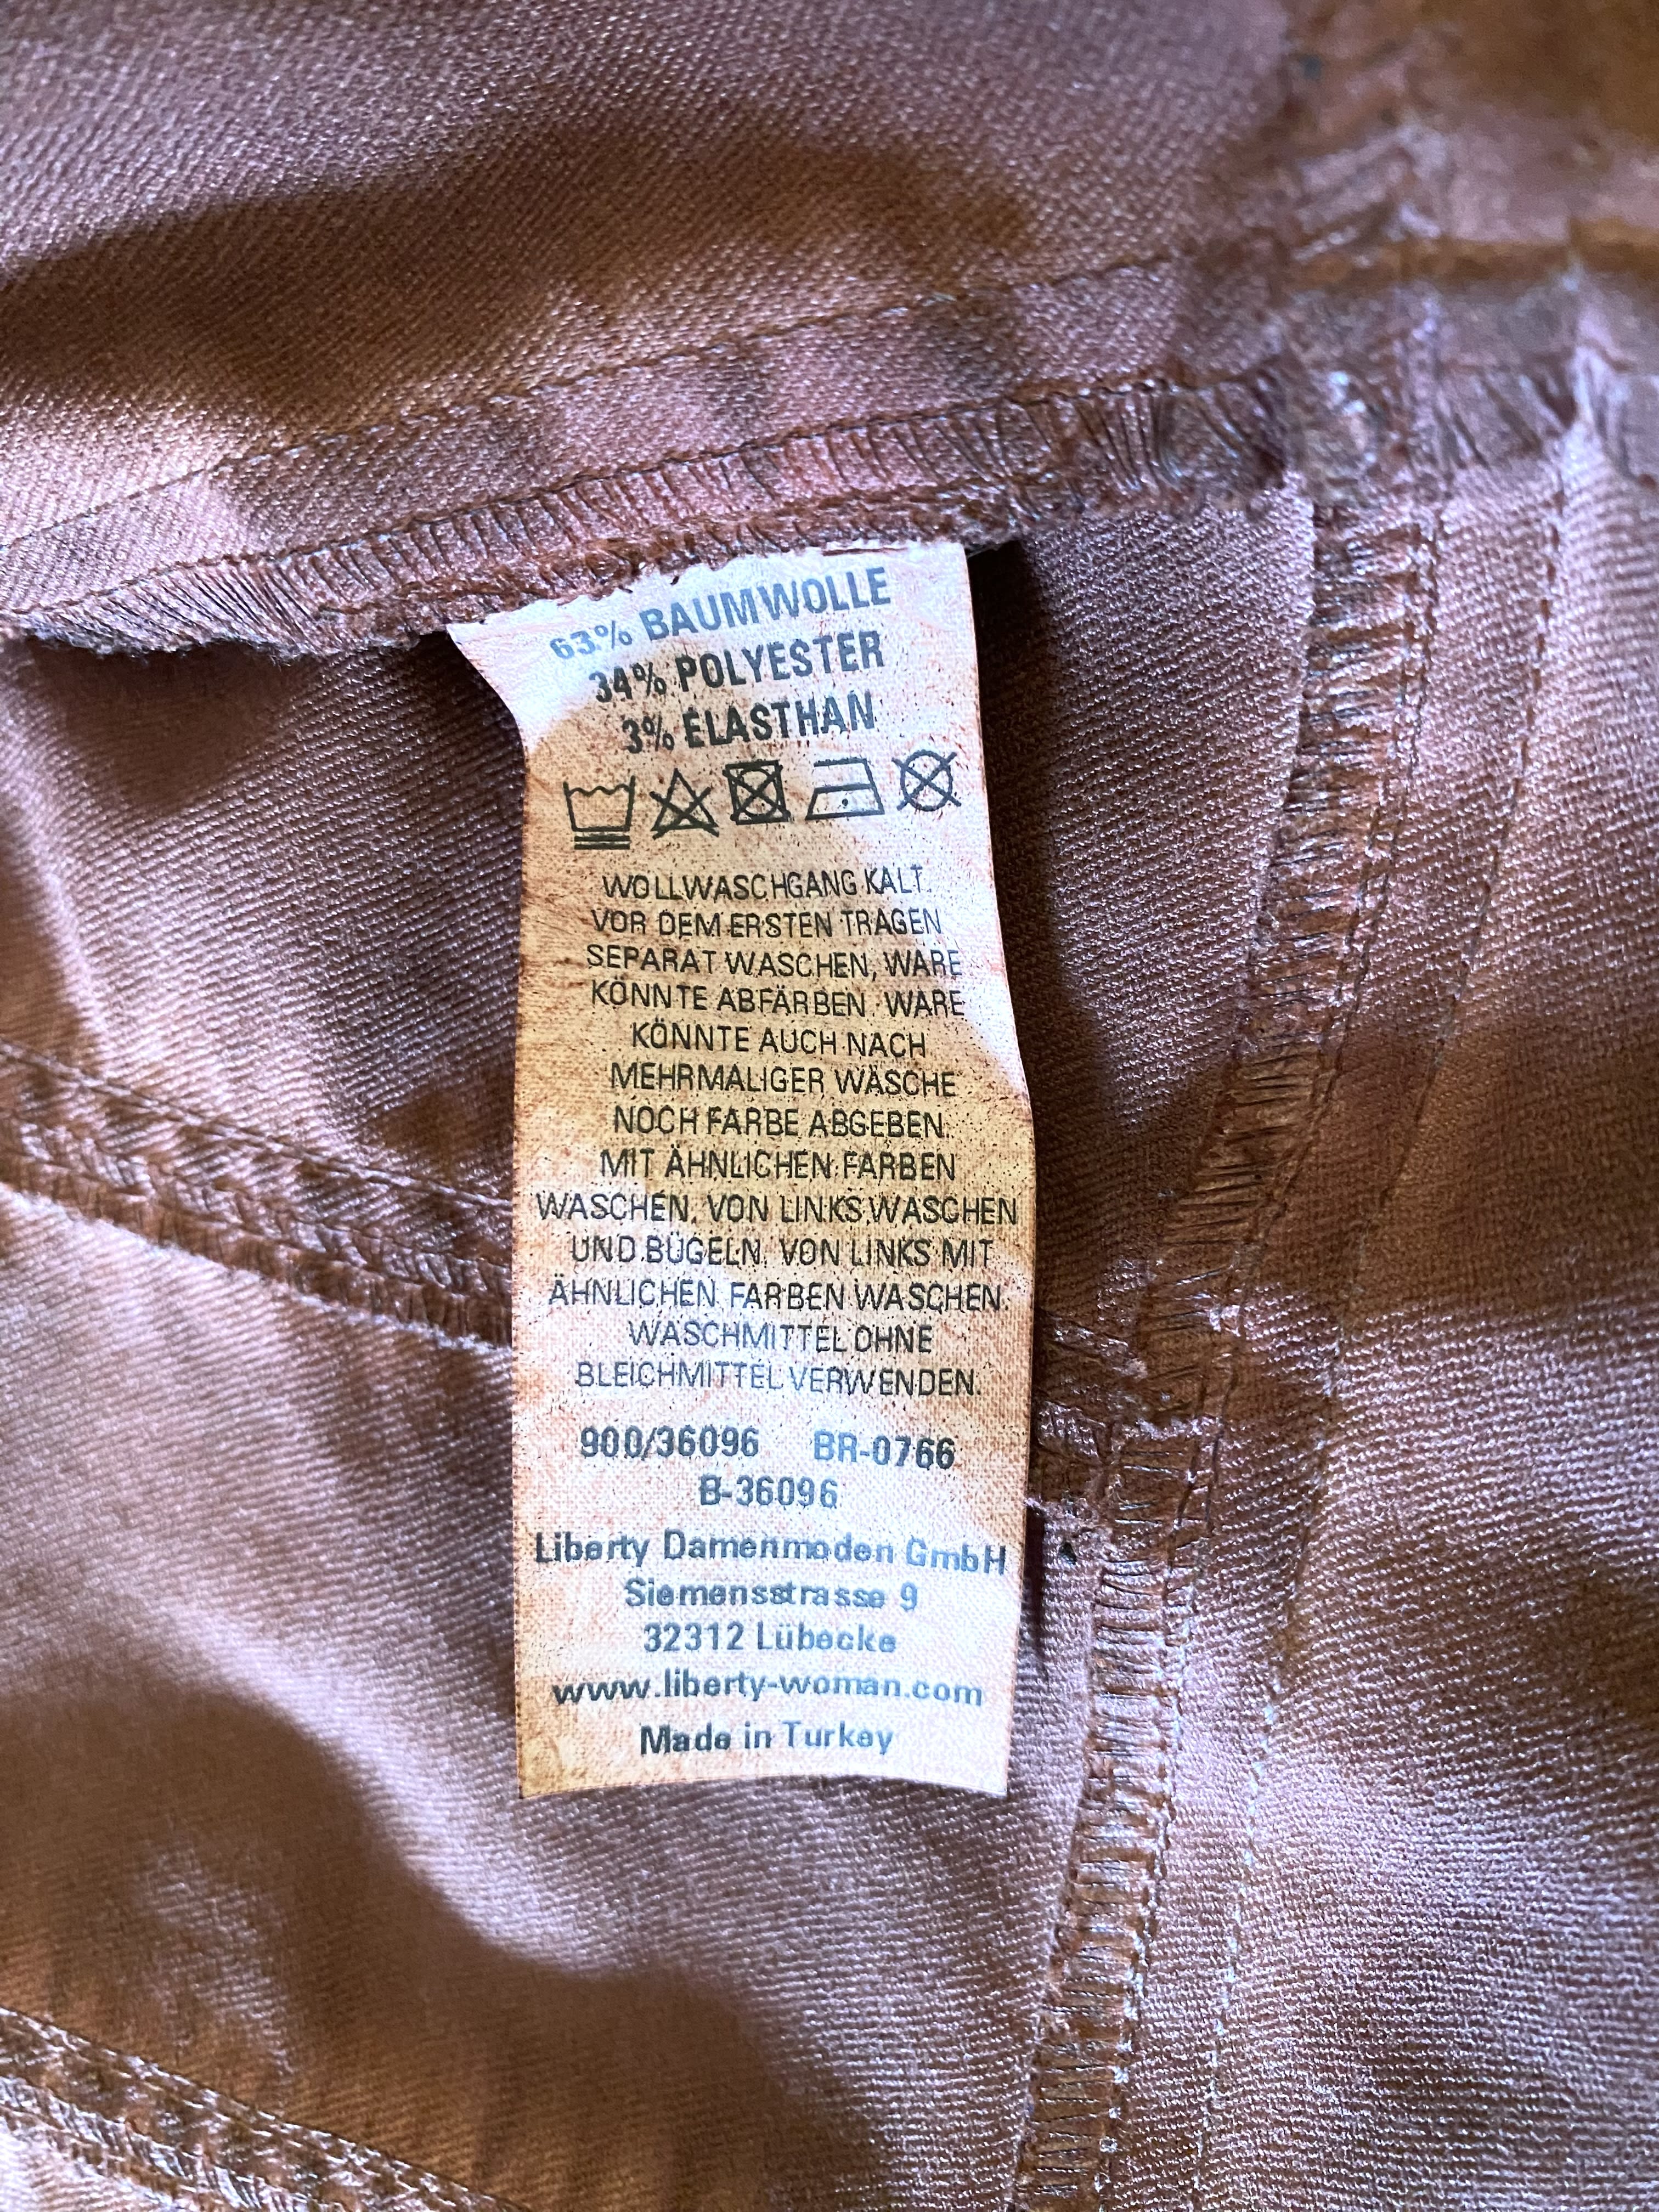 63% BAUMWOLLE
34% POLYESTER
3% ELASTHAN
WOLLWASCHGANG KALT.
VOR DEM ERSTEN TRAGEN
SEPARAT WASCHEN, WARE
KÖNNTE ABFÄRBEN. WARE
KÖNNTE AUCH NACH
MEHRMALIGER WÄSCHE
NOCH FARBE ABGEBEN.
MIT ÄHNLICHEN FARBEN
WASCHEN. VON LINKS WASCHEN
UND BÜGELN. VON LINKS MIT
ÄHNLICHEN FARBEN WASCHEN.
WASCHMITTEL OHNE
BLEICHMITTEL VERWENDEN.
900/36096 BR-0766
B-36096
Liberty Damenmoden GmbH
Siemensstrasse 9
32312 Lübecke
www.liberty-woman.com
Made in Turkey